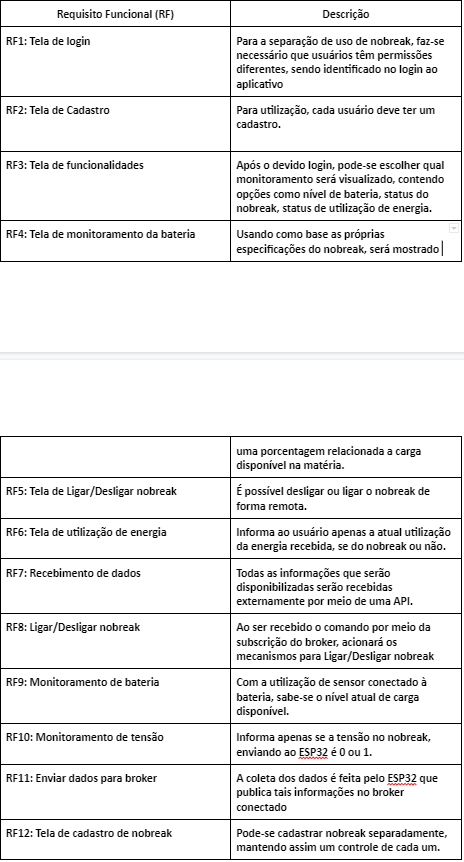 Requisito Funcional (RF) Descrição
RF1: Tela de login Para a separação de uso de nobreak, faz-se
necessário que usuários têm permissões
diferentes, sendo identificado no login ao
aplicativo
RF2: Tela de Cadastro Para utilização, cada usuário deve ter um
cadastro.
RF3: Tela de funcionalidades Após o devido login, pode-se escolher qual
monitoramento será visualizado, contendo
opções como nível de bateria, status do
nobreak, status de utilização de energia.
RF4: Tela de monitoramento da bateria Usando como base as próprias
especificações do nobreak, será mostrado
uma porcentagem relacionada a carga
disponível na matéria.
RF5: Tela de Ligar/Desligar nobreak É possível desligar ou ligar o nobreak de
forma remota.
RF6: Tela de utilização de energia Informa ao usuário apenas a atual utilização
da energia recebida, se do nobreak ou não.
RF7: Recebimento de dados Todas as informações que serão
disponibilizadas serão recebidas
externamente por meio de uma API.
RF8: Ligar/Desligar nobreak Ao ser recebido o comando por meio da
subscrição do broker, acionará os
mecanismos para Ligar/Desligar nobreak
RF9: Monitoramento de bateria Com a utilização de sensor conectado à
bateria, sabe-se o nível atual de carga
disponível.
RF10: Monitoramento de tensão Informa apenas se a tensão no nobreak,
enviando ao ESP32 é 0 ou 1.
RF11: Enviar dados para broker A coleta dos dados é feita pelo ESP32 que
publica tais informações no broker
conectado
RF12: Tela de cadastro de nobreak Pode-se cadastrar nobreak separadamente,
mantendo assim um controle de cada um.